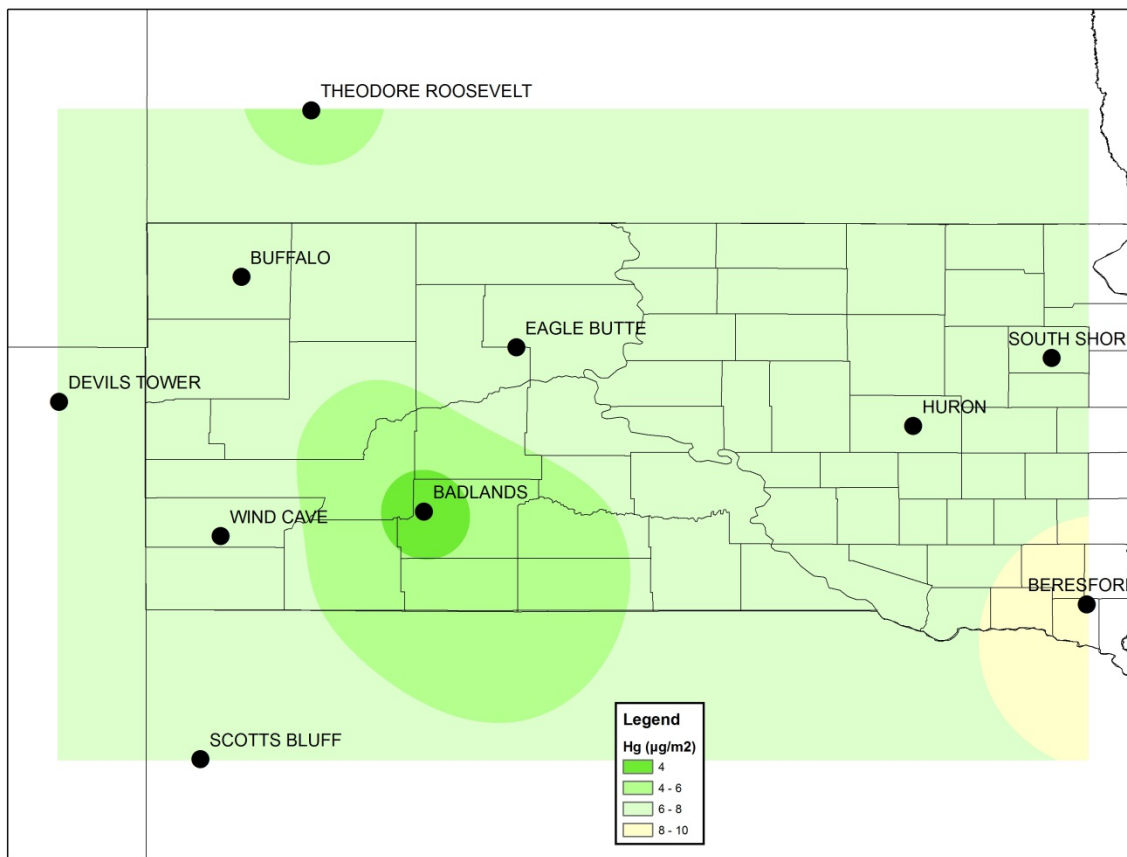 THEODORE ROOSEVELT
BUFFALO
EAGLE BUTTE
SOUTH SHOR
DEVILS TOWER
HURON
BADLANDS
WIND CAVE
BERESFORD
SCOTTS BLUFF
Legend
Hg (µg/m2)
4
4 - 6
6 - 8
8 - 10